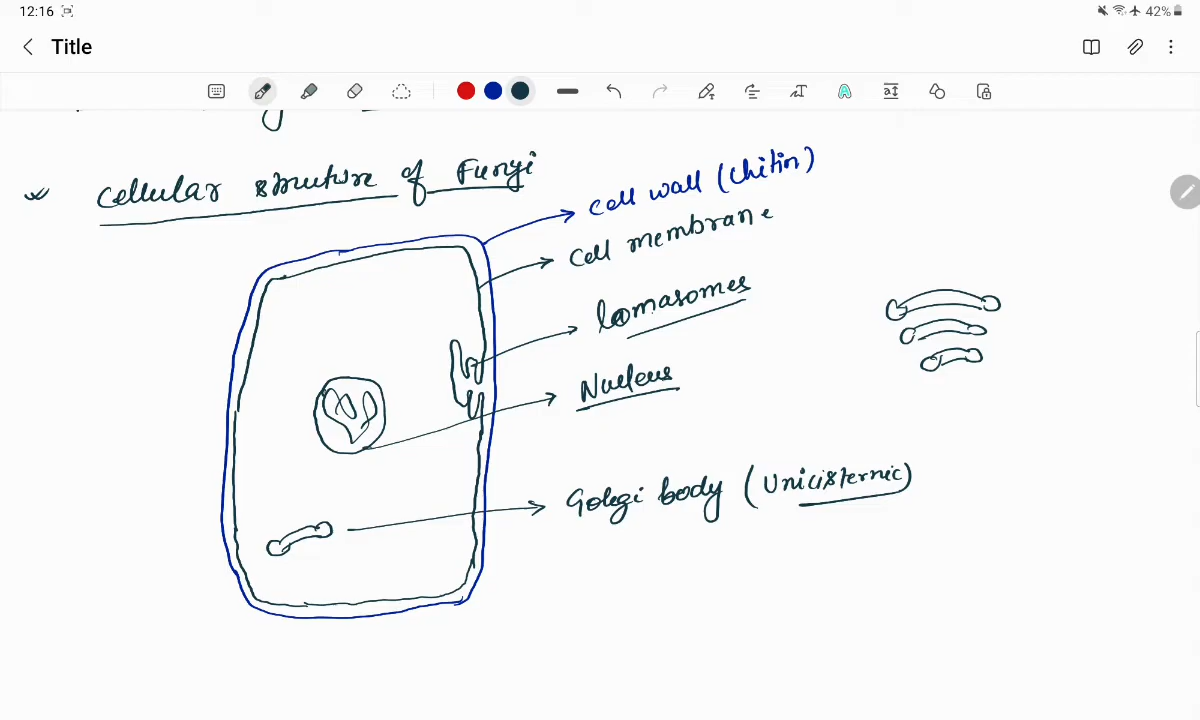 12:16
42%
Title
Cellular structure of Fungi
Cell wall (Chitin)
Cell membrane
lomasomes
Nucleus
Golgi body (Unicisternic)